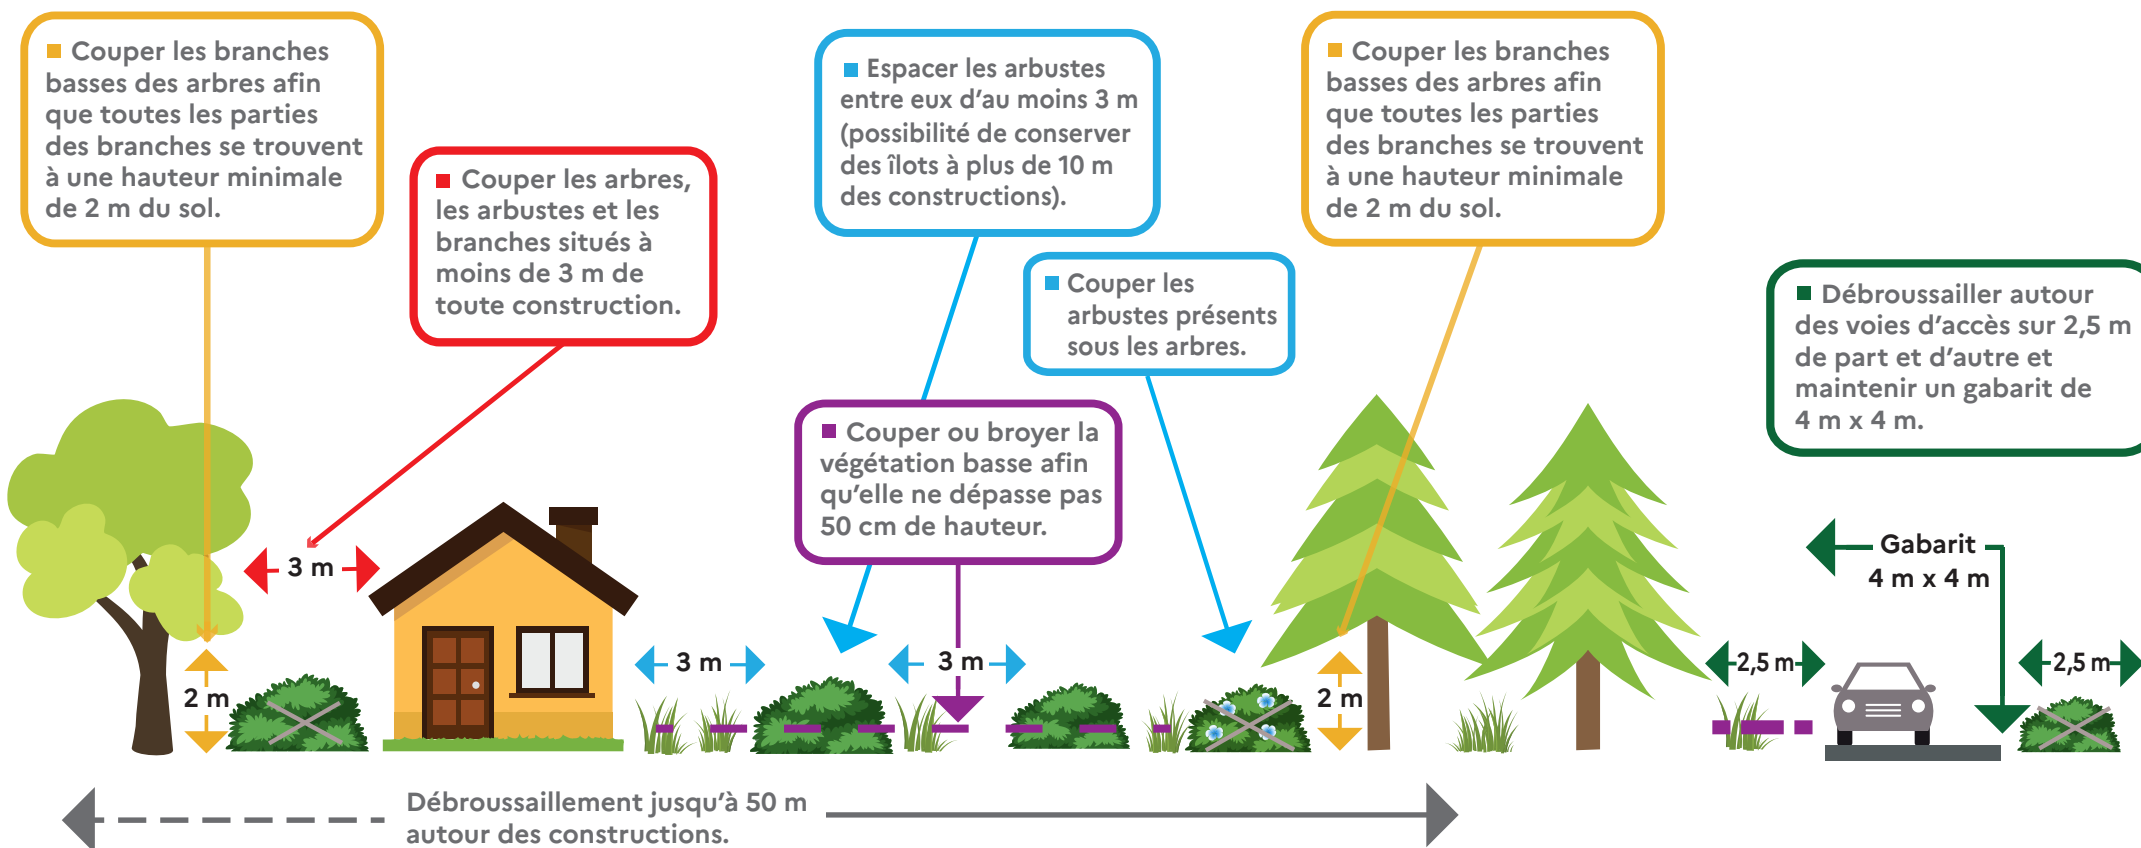 ■ Couper les branches
basses des arbres afin
que toutes les parties
des branches se trouvent
à une hauteur minimale
de 2 m du sol.
■ Couper les arbres,
les arbustes et les
branches situés à
moins de 3 m de
toute construction.
■ Espacer les arbustes
entre eux d’au moins 3 m
(possibilité de conserver
des îlots à plus de 10 m
des constructions).
■ Couper ou broyer la
végétation basse afin
qu’elle ne dépasse pas
50 cm de hauteur.
■ Couper les
arbustes présents
sous les arbres.
■ Couper les branches
basses des arbres afin
que toutes les parties
des branches se trouvent
à une hauteur minimale
de 2 m du sol.
■ Débroussailler autour
des voies d’accès sur 2,5 m
de part et d’autre et
maintenir un gabarit de
4 m x 4 m.
3 m
2 m
3 m
3 m
2 m
Gabarit
4 m x 4 m
2,5 m
2,5 m
Débroussaillement jusqu’à 50 m
autour des constructions.